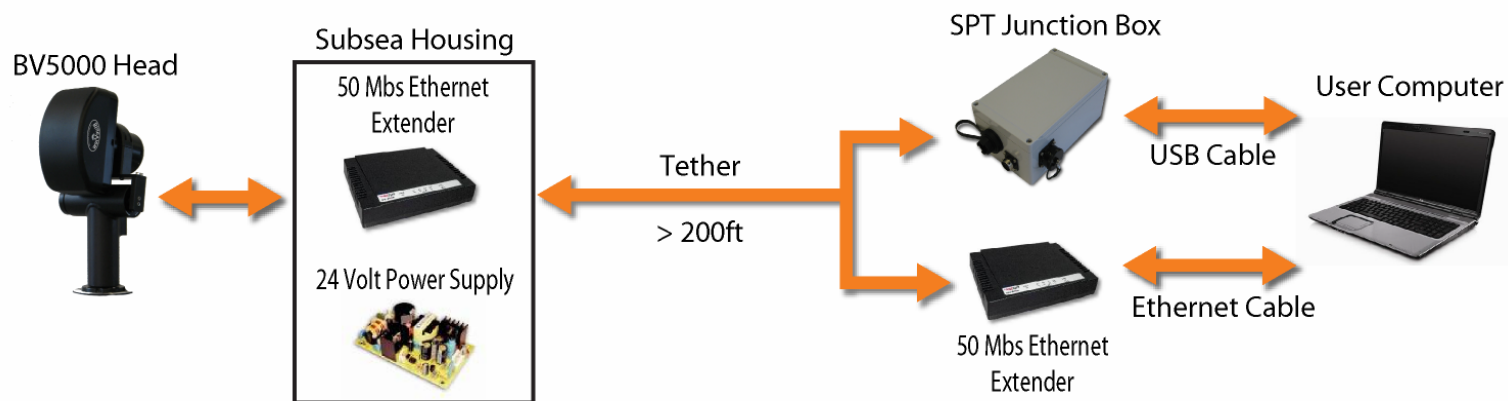 BV5000 Head
Subsea Housing
50 Mbs Ethernet
Extender
24 Volt Power Supply
Tether
> 200ft
SPT Junction Box
USB Cable
User Computer
50 Mbs Ethernet
Extender
Ethernet Cable